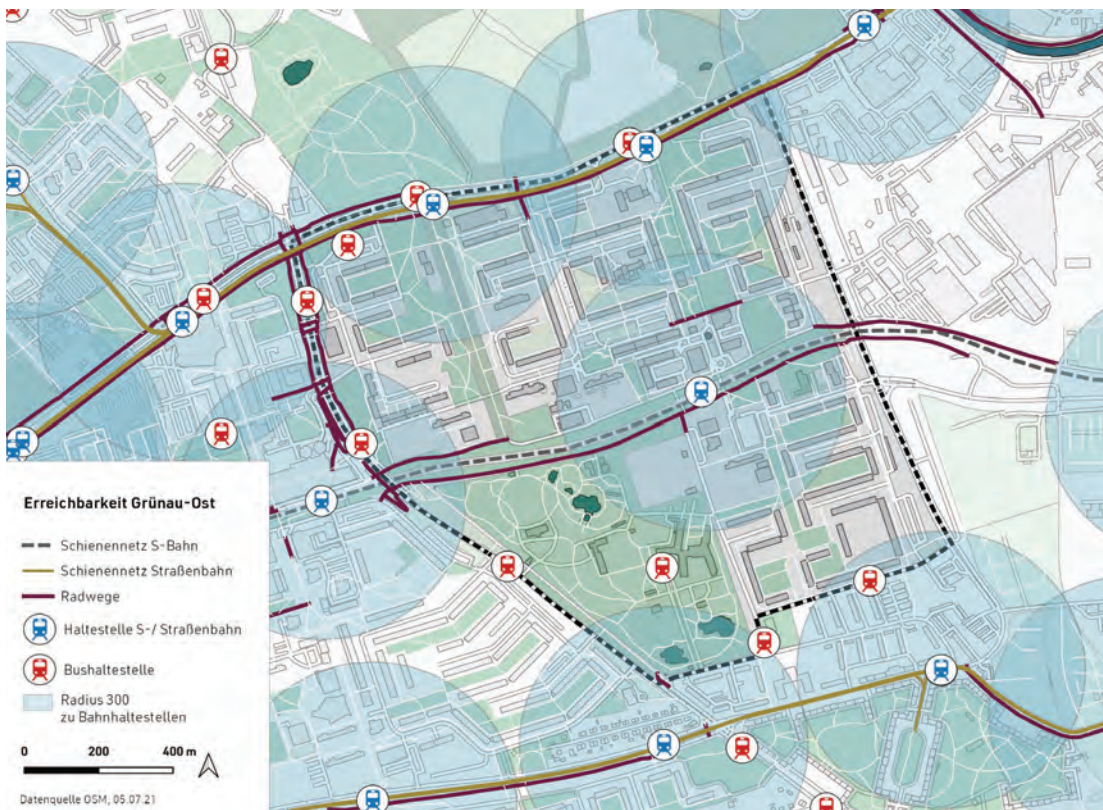 Erreichbarkeit Grünau-Ost
Schienennetz S-Bahn
Schienennetz Straßenbahn
Radwege
Haltestelle S-/ Straßenbahn
Bushaltestelle
Radius 300
zu Bahnhaltestellen
0 200 400 m
Datenquelle OSM, 05.07.21